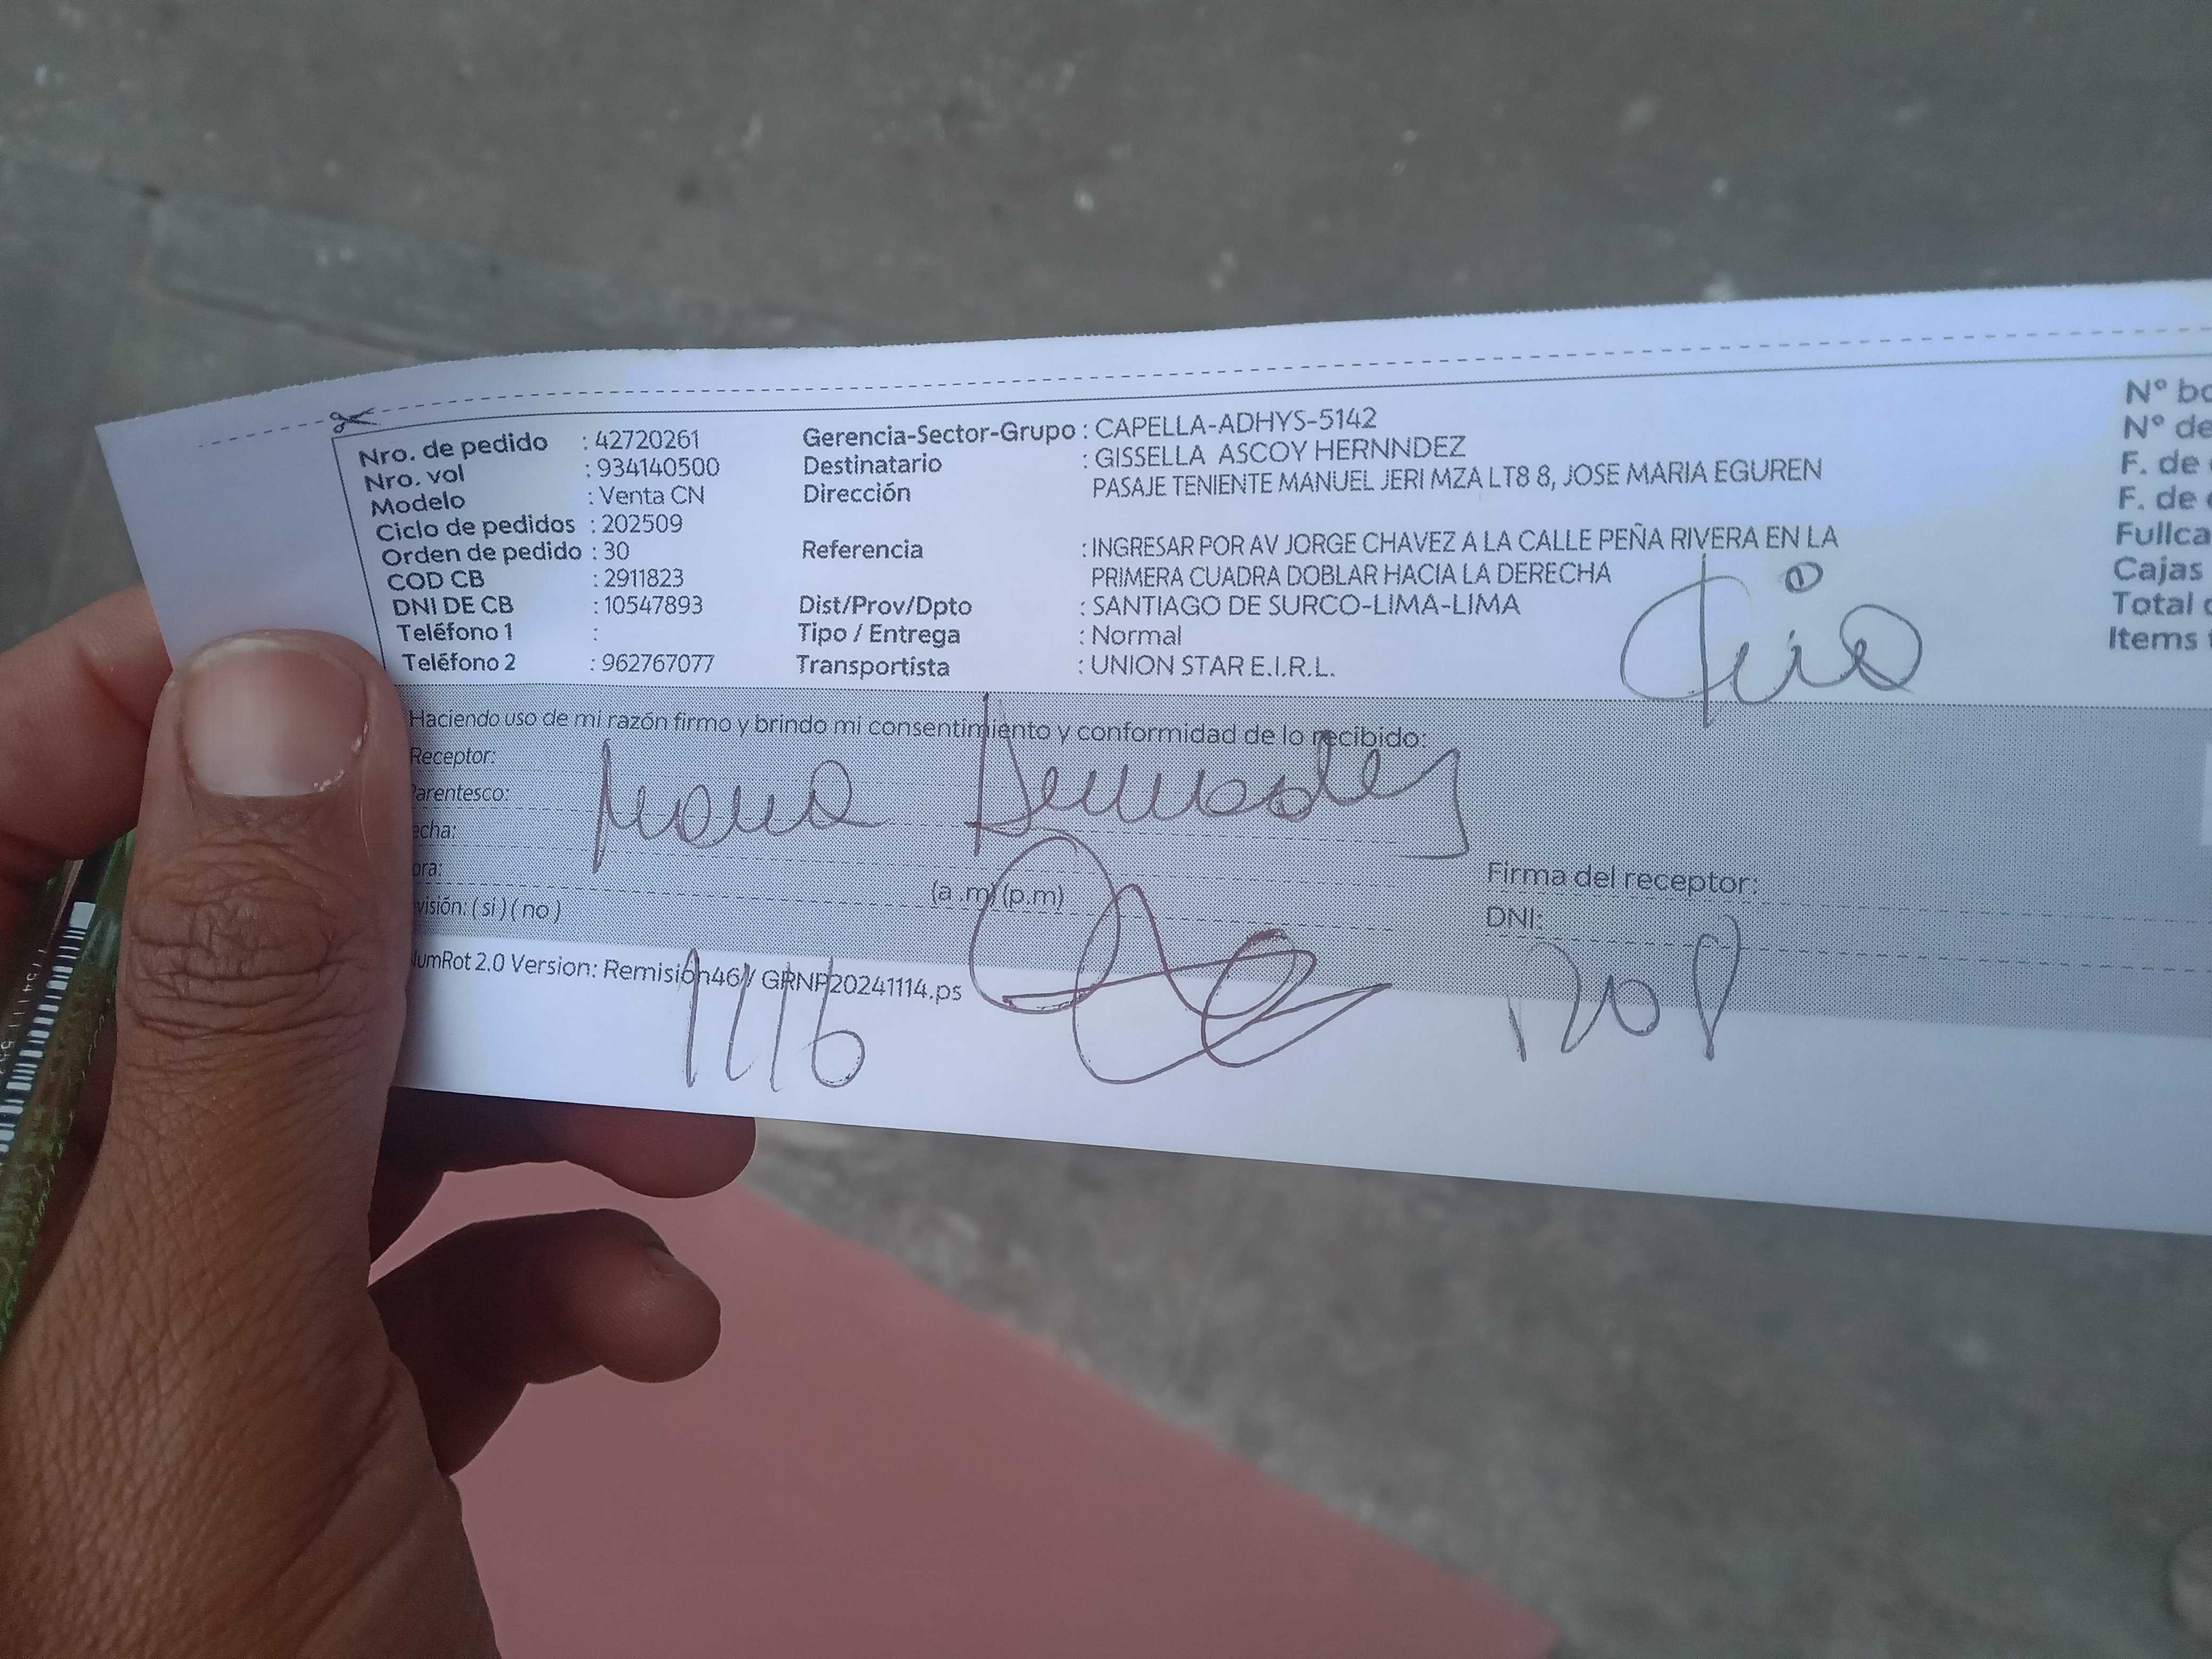 Nro. de pedido : 42720261
Nro. vol : 934140500
Modelo : Venta CN
Ciclo de pedidos : 202509
Orden de pedido : 30
COD CB : 2911823
DNI DE CB : 10547893
Teléfono 1 :
Teléfono 2 : 962767077
Gerencia-Sector-Grupo : CAPELLA-ADHYS-5142
Destinatario : GISSELLA ASCOY HERNNDEZ
Dirección PASAJE TENIENTE MANUEL JERI MZA LT8 8, JOSE MARIA EGUREN
Referencia : INGRESAR POR AV JORGE CHAVEZ A LA CALLE PEÑA RIVERA EN LA
PRIMERA CUADRA DOBLAR HACIA LA DERECHA
Dist/Prov/Dpto : SANTIAGO DE SURCO-LIMA-LIMA
Tipo / Entrega : Normal
Transportista : UNION STAR E.I.R.L.
Nº bo
Nº de
F. de
F. de
Fullca
Cajas
Total
Items
Haciendo uso de mi razón firmo y brindo mi consentimiento y conformidad de lo recibido:
Receptor:
arentesco:
echa:
ora: (a.m) (p.m)
visión: ( si ) ( no )
Firma del receptor:
DNI:
umRot 2.0 Version: Remisión46 / GRNP20241114.ps
Tia
1116
1208